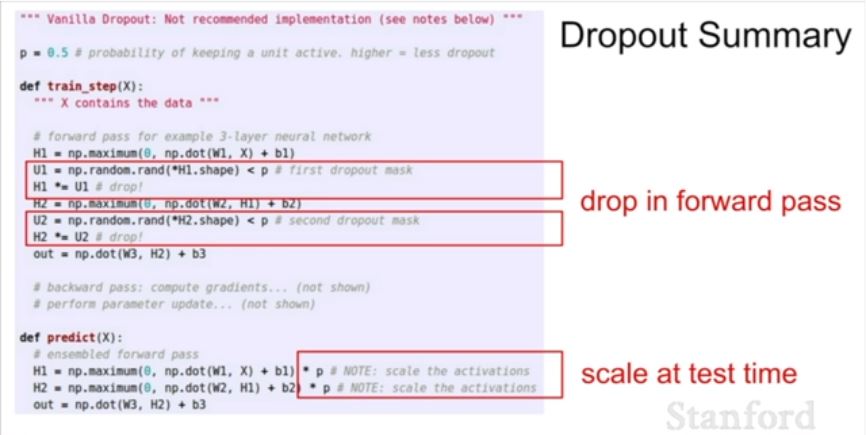 """ Vanilla Dropout: Not recommended implementation (see notes below) """
p = 0.5 # probability of keeping a unit active. higher = less dropout
def train_step(X):
""" X contains the data """
# forward pass for example 3-layer neural network
H1 = np.maximum(0, np.dot(W1, X) + b1)
U1 = np.random.rand(*H1.shape) < p # first dropout mask
H1 *= U1 # drop!
H2 = np.maximum(0, np.dot(W2, H1) + b2)
U2 = np.random.rand(*H2.shape) < p # second dropout mask
H2 *= U2 # drop!
out = np.dot(W3, H2) + b3
# backward pass: compute gradients... (not shown)
# perform parameter update... (not shown)
def predict(X):
# ensembled forward pass
H1 = np.maximum(0, np.dot(W1, X) + b1) * p # NOTE: scale the activations
H2 = np.maximum(0, np.dot(W2, H1) + b2) * p # NOTE: scale the activations
out = np.dot(W3, H2) + b3
Dropout Summary
drop in forward pass
scale at test time
Stanford